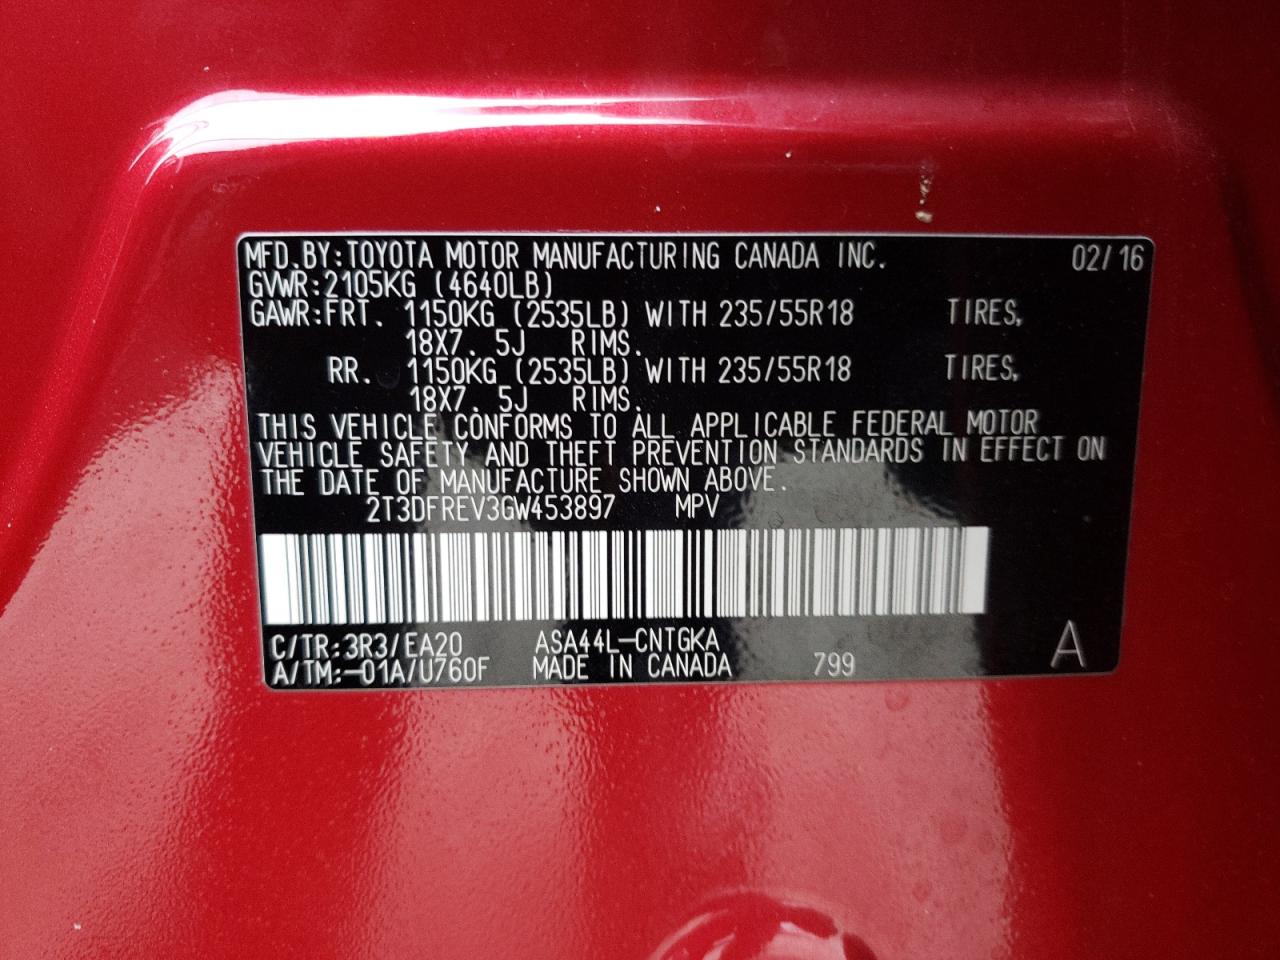 MFD.BY:TOYOTA MOTOR MANUFACTURING CANADA INC. 02/16
GVWR:2105KG (4640LB)
GAWR:FRT. 1150KG (2535LB) WITH 235/55R18 TIRES,
18X7.5J RIMS.
RR. 1150KG (2535LB) WITH 235/55R18 TIRES,
18X7.5J RIMS.
THIS VEHICLE CONFORMS TO ALL APPLICABLE FEDERAL MOTOR
VEHICLE SAFETY AND THEFT PREVENTION STANDARDS IN EFFECT ON
THE DATE OF MANUFACTURE SHOWN ABOVE.
2T3DFREV3GW453897 MPV
C/TR:3R3/EA20 ASA44L-CNTGKA
A/TM:-01A/U760F MADE IN CANADA 799 A